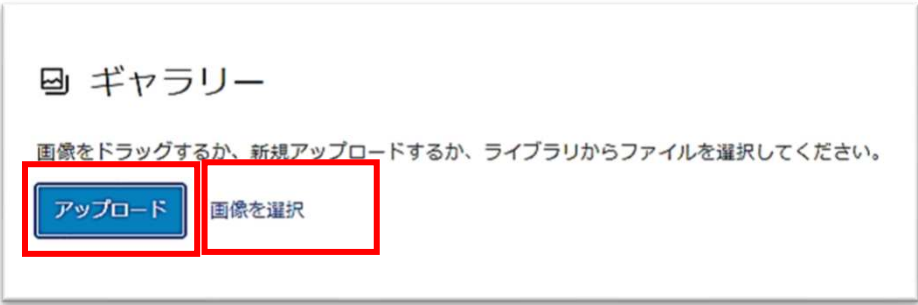 ギャラリー
画像をドラッグするか、新規アップロードするか、ライブラリからファイルを選択してください。
アップロード 画像を選択